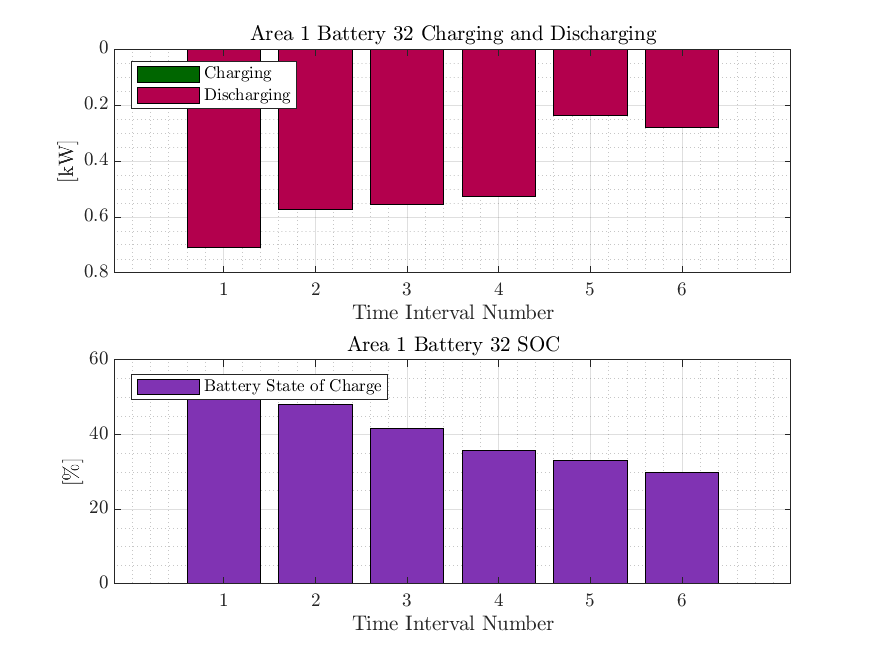 Area 1 Battery 32 Charging and Discharging
0
0.2
0.4
0.6
0.8
[kW]
Charging
Discharging
1 2 3 4 5 6
Time Interval Number
Area 1 Battery 32 SOC
60
40
20
0
[%]
Battery State of Charge
1 2 3 4 5 6
Time Interval Number